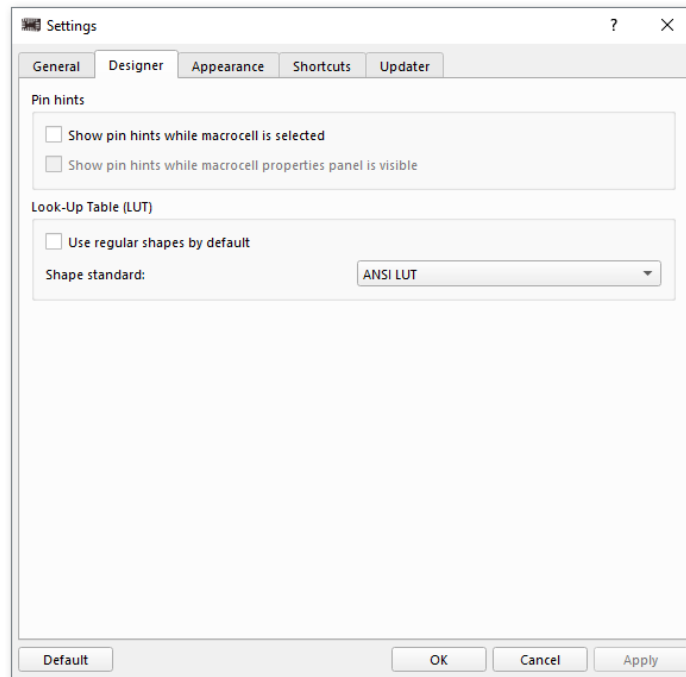 Settings
?
General Designer Appearance Shortcuts Updater
Pin hints
Show pin hints while macrocell is selected
Show pin hints while macrocell properties panel is visible
Look-Up Table (LUT)
Use regular shapes by default
Shape standard: ANSI LUT
Default OK Cancel Apply